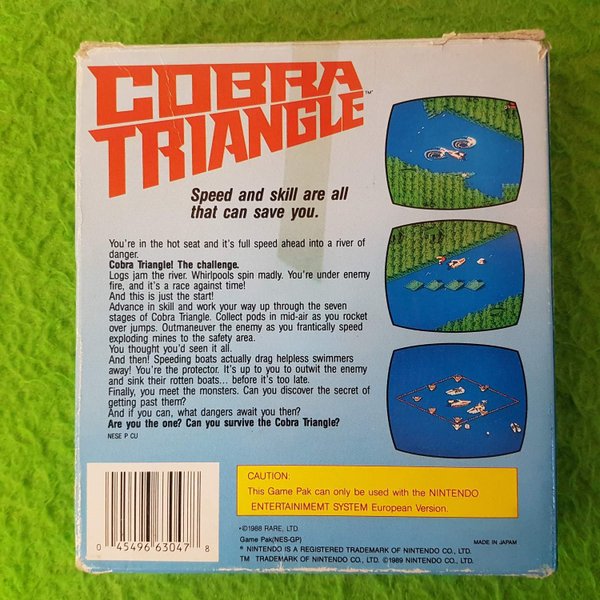 COBRA
TRIANGLE™
Speed and skill are all
that can save you.
You're in the hot seat and it's full speed ahead into a river of
danger.
Cobra Triangle! The challenge.
Logs jam the river. Whirlpools spin madly. You're under enemy
fire, and it's a race against time!
And this is just the start!
Advance in skill and work your way up through the seven
stages of Cobra Triangle. Collect pods in mid-air as you rocket
over jumps. Outmaneuver the enemy as you frantically speed
exploding mines to the safety area.
You thought you'd seen it all.
And then! Speeding boats actually drag helpless swimmers
away! You're the protector. It's up to you to outwit the enemy
and sink their rotten boats... before it's too late.
Finally, you meet the monsters. Can you discover the secret of
getting past them?
And if you can, what dangers await you then?
Are you the one? Can you survive the Cobra Triangle?
NESE P CU
0 45496 63047 8
CAUTION:
This Game Pak can only be used with the NINTENDO
ENTERTAINIMEMT SYSTEM European Version.
•©1988 RARE, LTD.
Game Pak(NES-GP)
MADE IN JAPAM
® NINTENDO IS A REGISTERED TRADEMARK OF NINTENDO CO., LTD.
TM TRADEMARK OF NINTENDO CO., LTD. ©1989 NINTENDO CO., LTD.